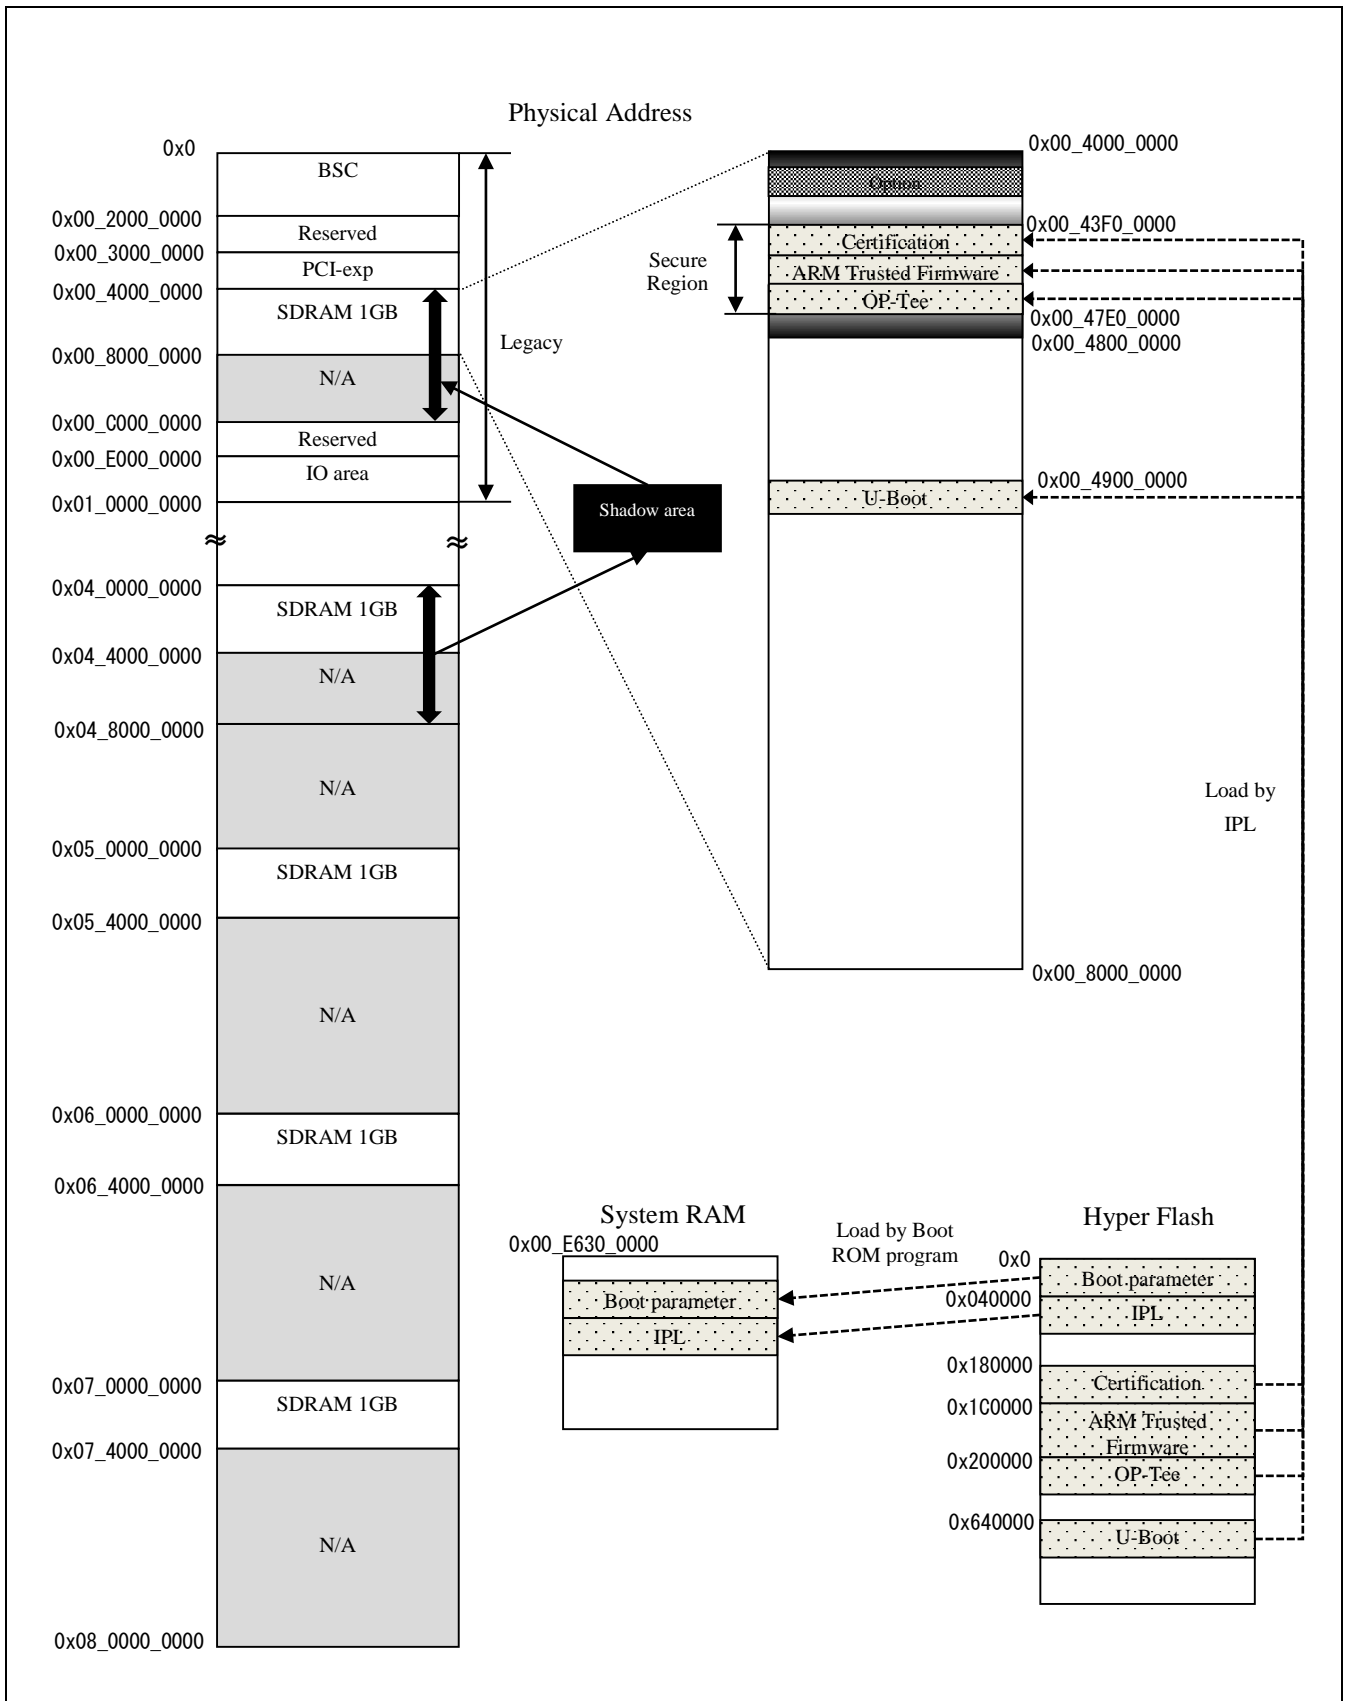 Physical Address
0x0
BSC
0x00_2000_0000
Reserved
0x00_3000_0000
PCI-exp
0x00_4000_0000
SDRAM 1GB
0x00_8000_0000
N/A
0x00_C000_0000
Reserved
0x00_E000_0000
IO area
0x01_0000_0000
Legacy
Shadow area
0x04_0000_0000
SDRAM 1GB
0x04_4000_0000
N/A
0x04_8000_0000
N/A
0x05_0000_0000
SDRAM 1GB
0x05_4000_0000
N/A
0x06_0000_0000
SDRAM 1GB
0x06_4000_0000
N/A
0x07_0000_0000
SDRAM 1GB
0x07_4000_0000
N/A
0x08_0000_0000
0x00_4000_0000
Option
0x00_43F0_0000
Secure
Region
Certification
ARM Trusted Firmware
OP-Tee
0x00_47E0_0000
0x00_4800_0000
U-Boot
0x00_4900_0000
0x00_8000_0000
Load by
IPL
System RAM
0x00_E630_0000
Boot parameter
IPL
Load by Boot
ROM program
Hyper Flash
0x0
Boot parameter
0x040000
IPL
0x180000
Certification
0x1C0000
ARM Trusted
Firmware
0x200000
OP-Tee
0x640000
U-Boot